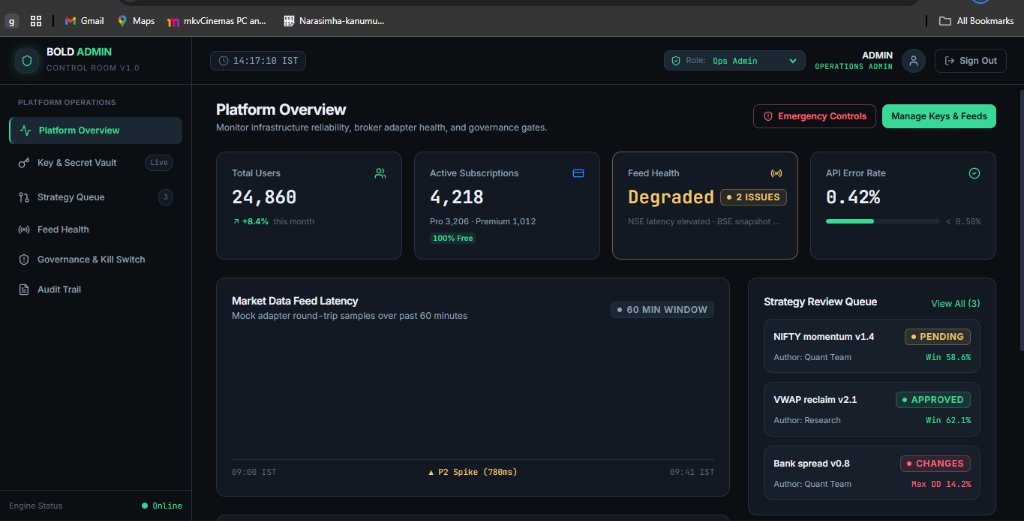 g
Gmail
Maps
mkvCinemas PC an...
Narasimha-kanumu...
All Bookmarks
BOLD ADMIN
CONTROL ROOM V1.0
14:17:10 IST
Role: Ops Admin
ADMIN
OPERATIONS ADMIN
Sign Out
PLATFORM OPERATIONS
Platform Overview
Key & Secret Vault
Live
Strategy Queue
3
Feed Health
Governance & Kill Switch
Audit Trail
Engine Status
Online
Platform Overview
Monitor infrastructure reliability, broker adapter health, and governance gates.
Emergency Controls
Manage Keys & Feeds
Total Users
24,860
+8.4% this month
Active Subscriptions
4,218
Pro 3,206 · Premium 1,012
100% Free
Feed Health
Degraded
2 ISSUES
NSE latency elevated · BSE snapshot ...
API Error Rate
0.42%
< 0.50%
Market Data Feed Latency
Mock adapter round-trip samples over past 60 minutes
60 MIN WINDOW
09:00 IST
▲ P2 Spike (780ms)
09:41 IST
Strategy Review Queue
View All (3)
NIFTY momentum v1.4
PENDING
Author: Quant Team
Win 58.6%
VWAP reclaim v2.1
APPROVED
Author: Research
Win 62.1%
Bank spread v0.8
CHANGES
Author: Quant Team
Max DD 14.2%